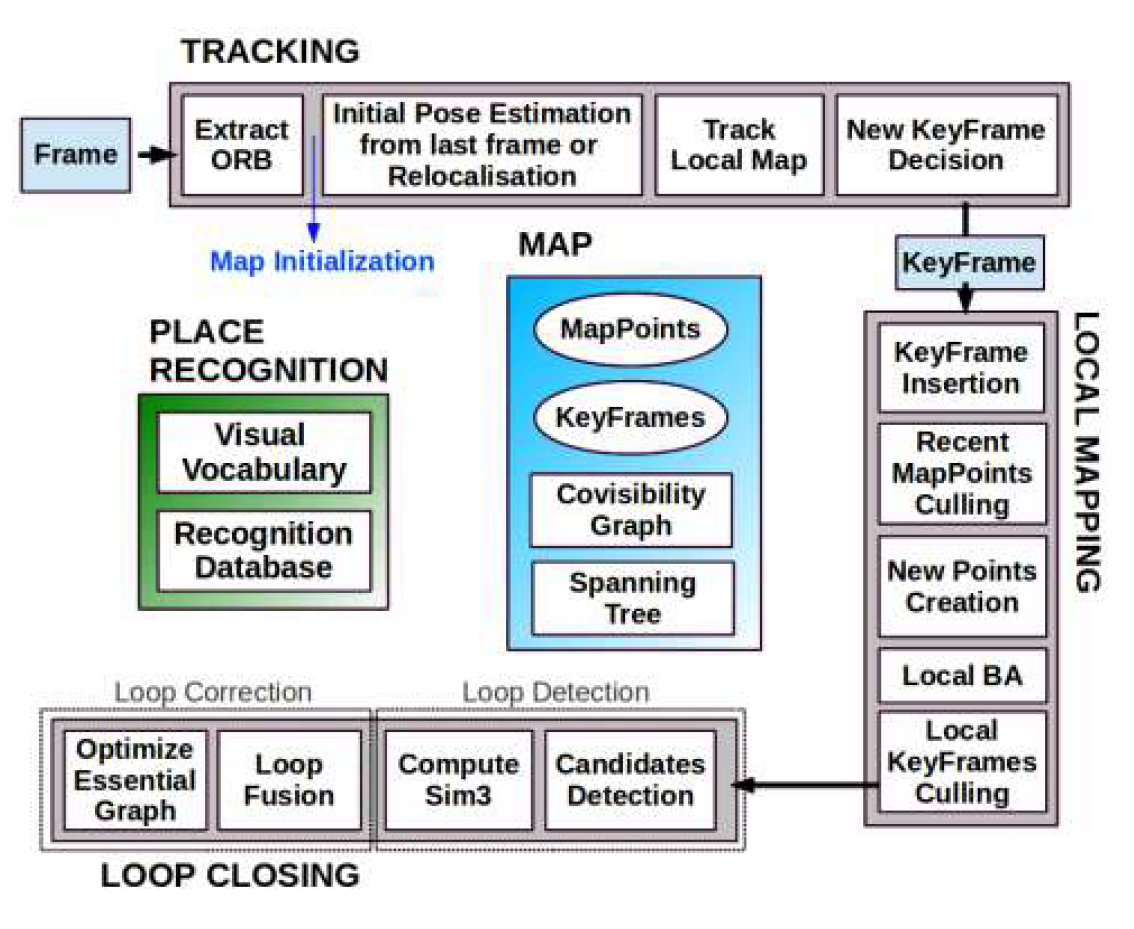 TRACKING
Frame
Extract
ORB
Initial Pose Estimation
from last frame or
Relocalisation
Track
Local Map
New KeyFrame
Decision
Map Initialization
MAP
KeyFrame
PLACE
RECOGNITION
Visual
Vocabulary
Recognition
Database
MapPoints
KeyFrames
Covisibility
Graph
Spanning
Tree
LOCAL MAPPING
KeyFrame
Insertion
Recent
MapPoints
Culling
New Points
Creation
Local BA
Local
KeyFrames
Culling
Loop Correction
Loop Detection
Optimize
Essential
Graph
Loop
Fusion
Compute
Sim3
Candidates
Detection
LOOP CLOSING